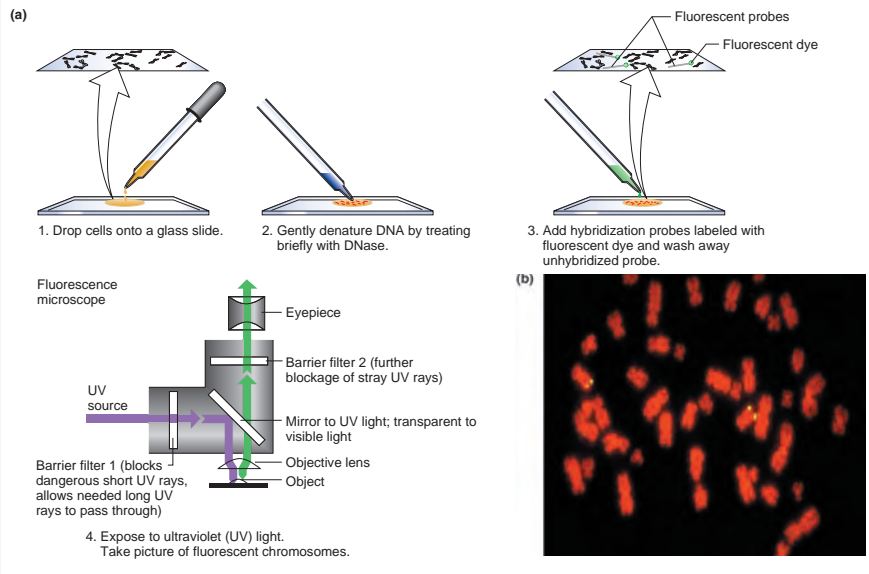 (a)
Fluorescent probes
Fluorescent dye
1. Drop cells onto a glass slide.
2. Gently denature DNA by treating
briefly with DNase.
3. Add hybridization probes labeled with
fluorescent dye and wash away
unhybridized probe.
Fluorescence
microscope
Eyepiece
Barrier filter 2 (further
blockage of stray UV rays)
UV
source
Mirror to UV light; transparent to
visible light
Barrier filter 1 (blocks
dangerous short UV rays,
allows needed long UV
rays to pass through)
Objective lens
Object
4. Expose to ultraviolet (UV) light.
Take picture of fluorescent chromosomes.
(b)